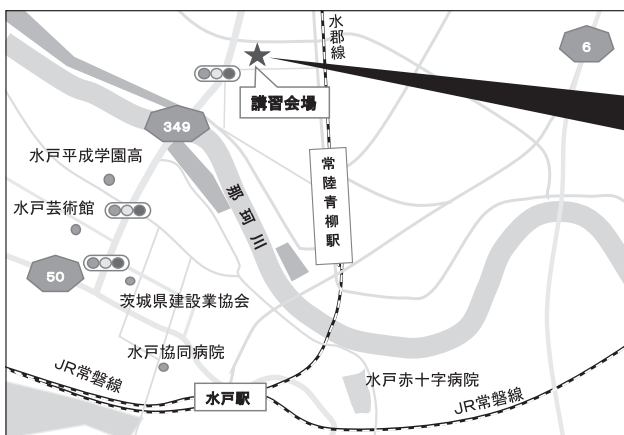 水郡線
6
講習会場
349
水戸平成学園高
常陸青柳駅
水戸芸術館
那珂川
50
茨城県建設業協会
水戸協同病院
JR常磐線
水戸駅
水戸赤十字病院
JR常磐線